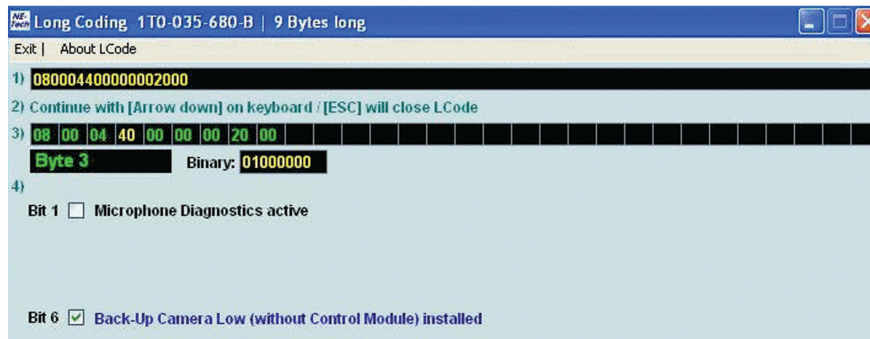 NE-Tech Long Coding 1T0-035-680-B | 9 Bytes long
Exit | About LCode
1) 080004400000002000
2) Continue with [Arrow down] on keyboard / [ESC] will close LCode
3) 08 00 04 40 00 00 00 20 00
Byte 3 Binary: 01000000
4)
Bit 1 Microphone Diagnostics active
Bit 6 Back-Up Camera Low (without Control Module) installed